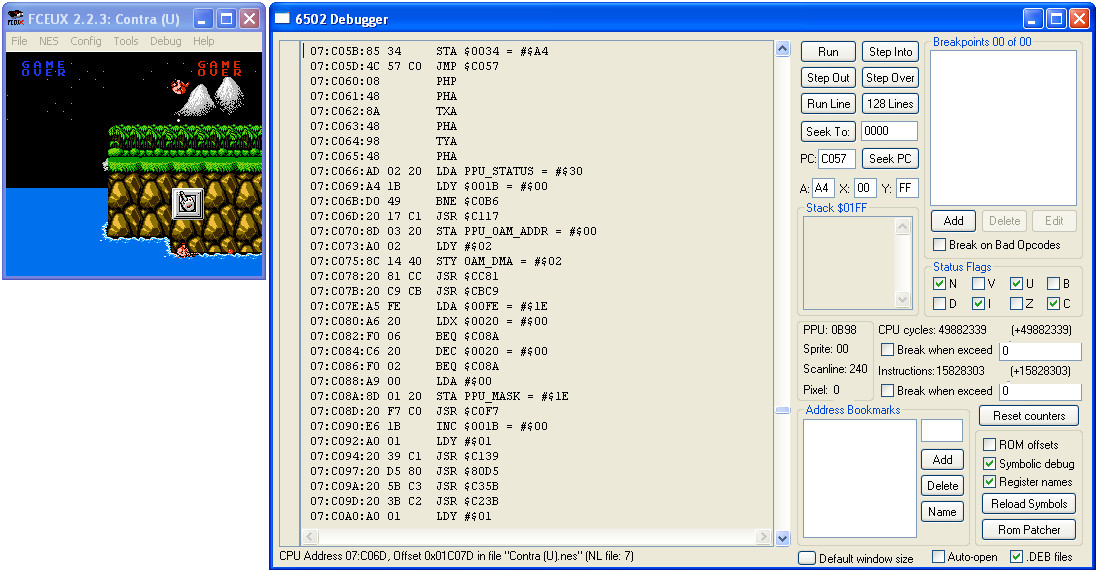 FCEUX 2.2.3: Contra (U)
File NES Config Tools Debug Help
GAME OVER
GAME OVER
6502 Debugger
07:C05B:85 34 STA $0034 = #$A4
07:C05D:4C 57 C0 JMP $C057
07:C060:08 PHP
07:C061:48 PHA
07:C062:8A TXA
07:C063:48 PHA
07:C064:98 TYA
07:C065:48 PHA
07:C066:AD 02 20 LDA PPU_STATUS = #$30
07:C069:A4 1B LDY $001B = #$00
07:C06B:D0 49 BNE $C0B6
07:C06D:20 17 C1 JSR $C117
07:C070:8D 03 20 STA PPU_OAM_ADDR = #$00
07:C073:A0 02 LDY #$02
07:C075:8C 14 40 STY OAM_DMA = #$02
07:C078:20 81 CC JSR $CC81
07:C07B:20 C9 CB JSR $CBC9
07:C07E:A5 FE LDA $00FE = #$1E
07:C080:A6 20 LDX $0020 = #$00
07:C082:F0 06 BEQ $C08A
07:C084:C6 20 DEC $0020 = #$00
07:C086:F0 02 BEQ $C08A
07:C088:A9 00 LDA #$00
07:C08A:8D 01 20 STA PPU_MASK = #$1E
07:C08D:20 F7 C0 JSR $C0F7
07:C090:E6 1B INC $001B = #$00
07:C092:A0 01 LDY #$01
07:C094:20 39 C1 JSR $C139
07:C097:20 D5 80 JSR $80D5
07:C09A:20 5B C3 JSR $C35B
07:C09D:20 3B C2 JSR $C23B
07:C0A0:A0 01 LDY #$01
CPU Address 07:C06D, Offset 0x01C07D in file "Contra (U).nes" (NL file: 7)
Run Step Into
Step Out Step Over
Run Line 128 Lines
Seek To: 0000
PC: C057 Seek PC
A: A4 X: 00 Y: FF
Stack $01FF
Breakpoints 00 of 00
Add Delete Edit
Break on Bad Opcodes
Status Flags
N V U B
D I Z C
PPU: 0B98
Sprite: 00
Scanline: 240
Pixel: 0
CPU cycles: 49882339 (+49882339)
Break when exceed 0
Instructions: 15828303 (+15828303)
Break when exceed 0
Address Bookmarks
Add
Delete
Name
Reset counters
ROM offsets
Symbolic debug
Register names
Reload Symbols
Rom Patcher
Default window size
Auto-open
.DEB files